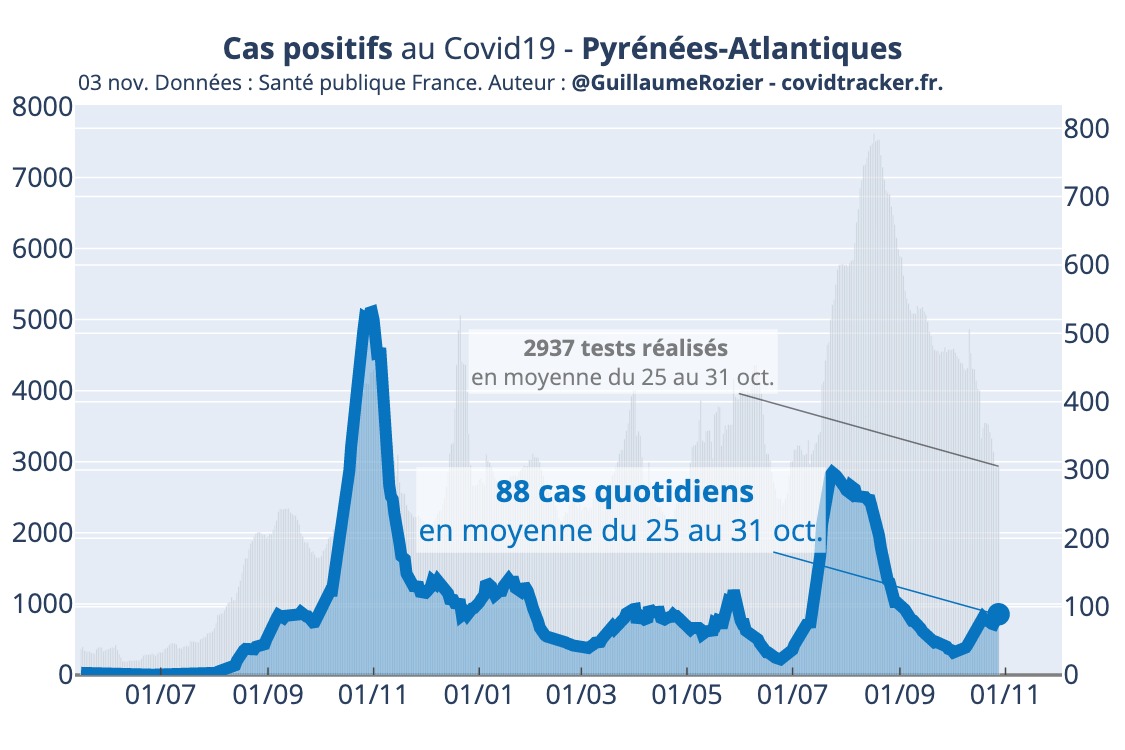 Cas positifs au Covid19 - Pyrénées-Atlantiques
03 nov. Données : Santé publique France. Auteur : @GuillaumeRozier - covidtracker.fr.
8000
7000
6000
5000
4000
3000
2000
1000
0
800
700
600
500
400
300
200
100
0
2937 tests réalisés
en moyenne du 25 au 31 oct.
88 cas quotidiens
en moyenne du 25 au 31 oct.
01/07 01/09 01/11 01/01 01/03 01/05 01/07 01/09 01/11